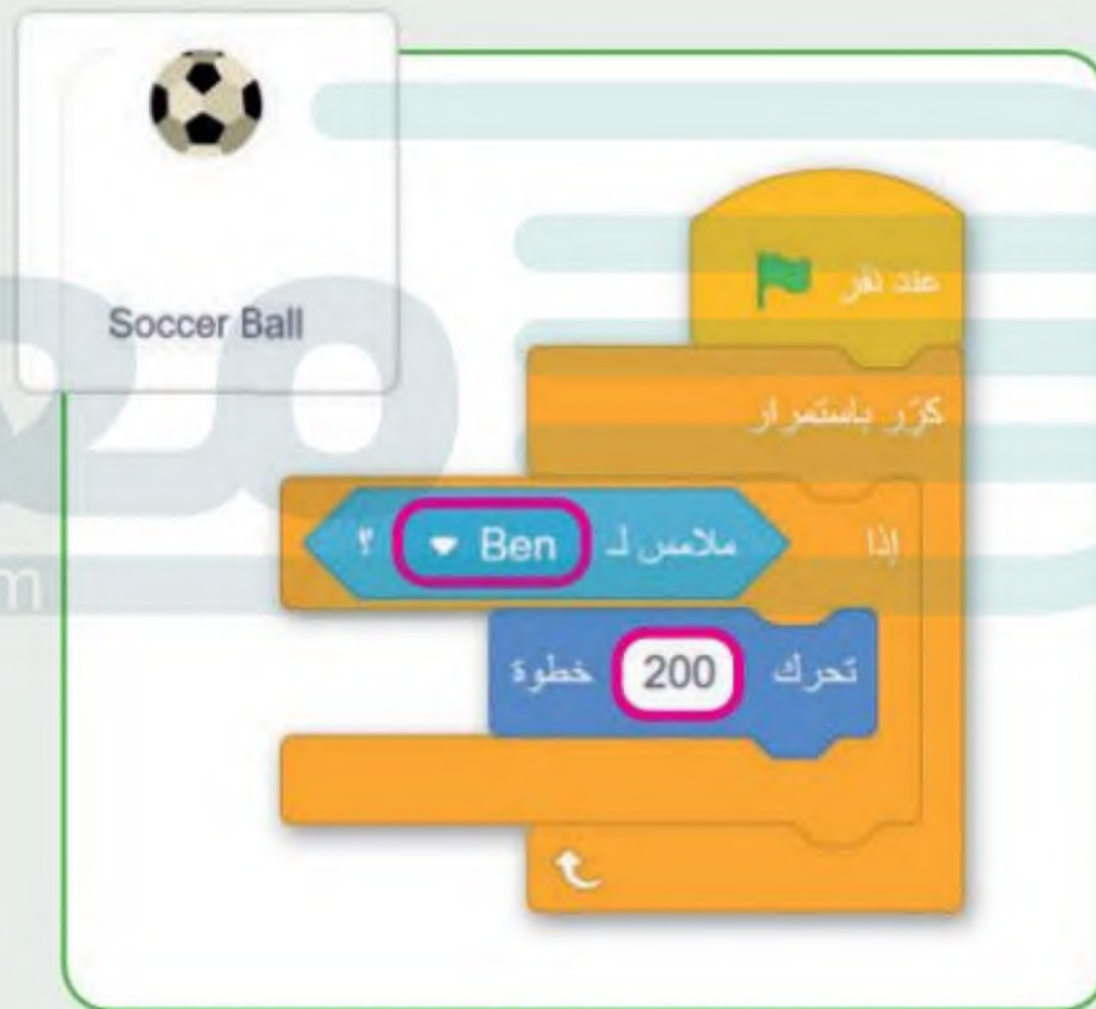 Soccer Ball
عند نقر
كرّر باستمرار
إذا ملامس لـ Ben ؟
تحرك 200 خطوة
m